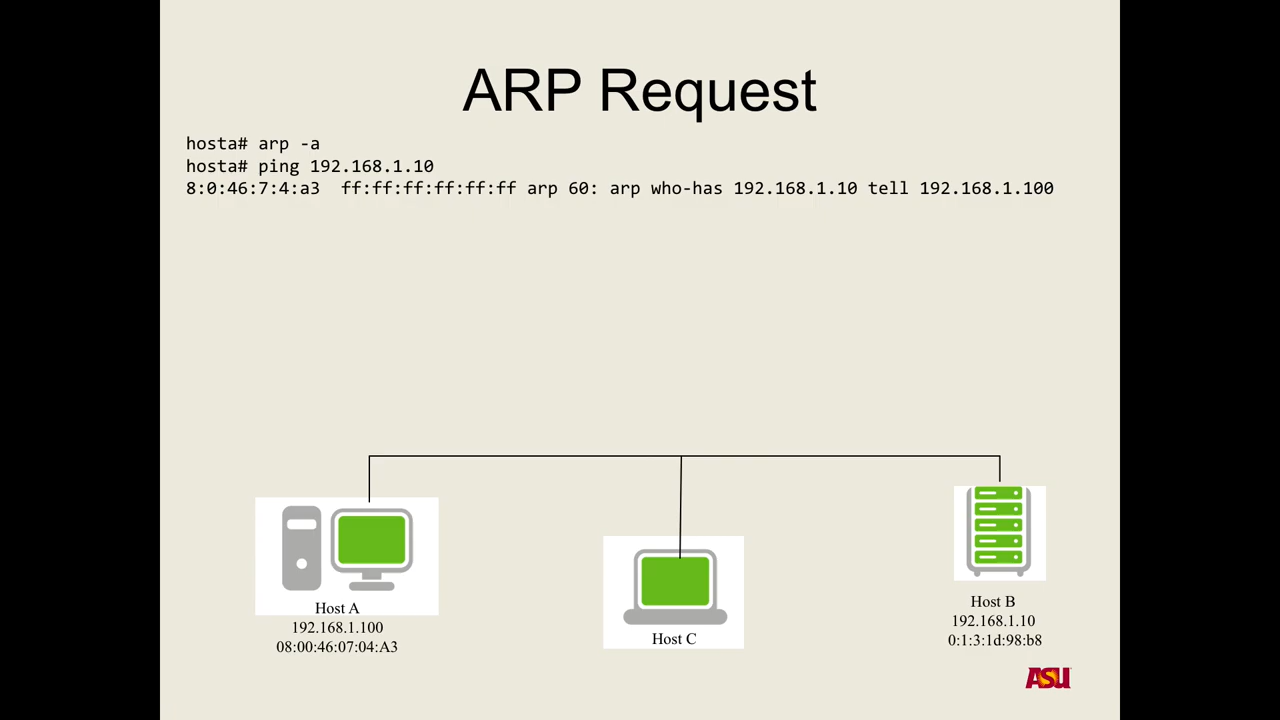 ARP Request
hosta# arp -a
hosta# ping 192.168.1.10
8:0:46:7:4:a3  ff:ff:ff:ff:ff:ff arp 60: arp who-has 192.168.1.10 tell 192.168.1.100
Host A
192.168.1.100
08:00:46:07:04:A3
Host C
Host B
192.168.1.10
0:1:3:1d:98:b8
ASU